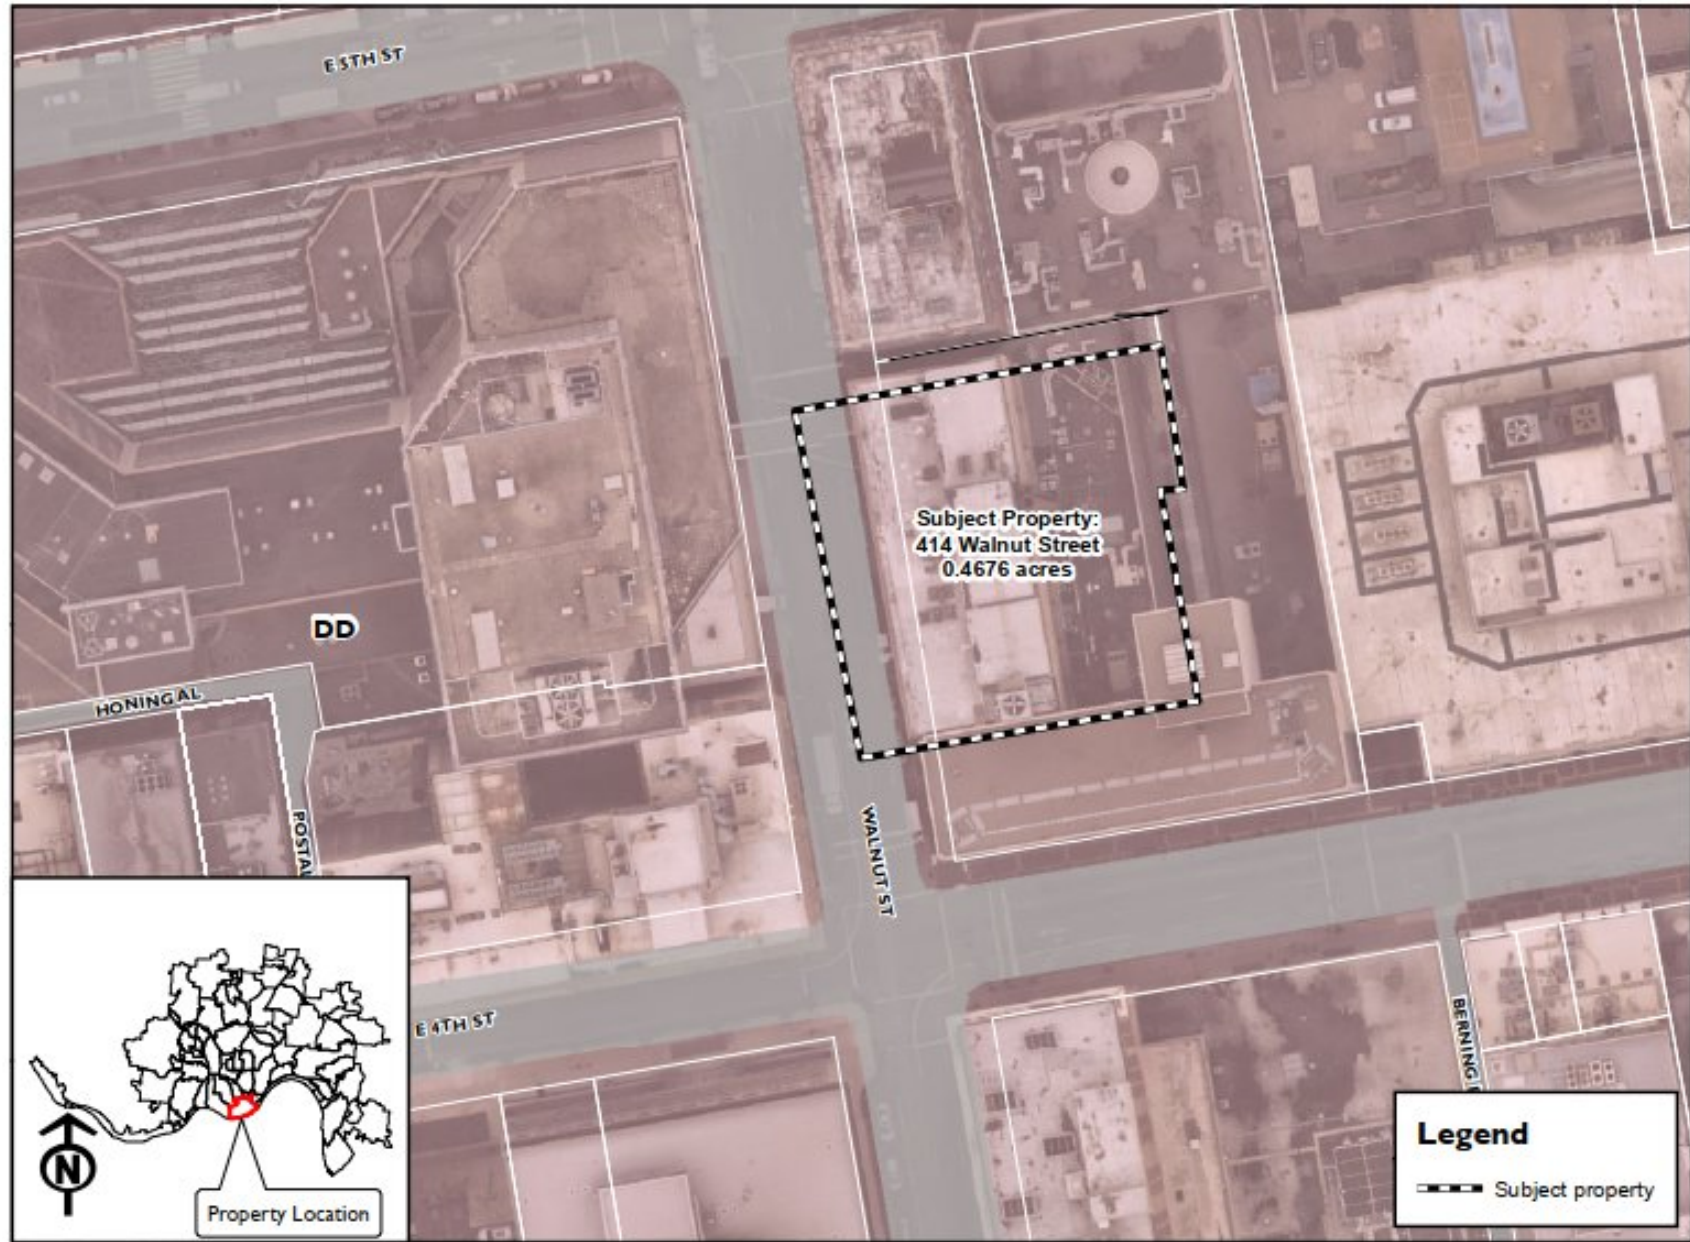 E 5TH ST
Subject Property:
414 Walnut Street
0.4676 acres
DD
HONING AL
POSTAL
WALNUT ST
E 4TH ST
BERNING
N
Property Location
Legend
Subject property